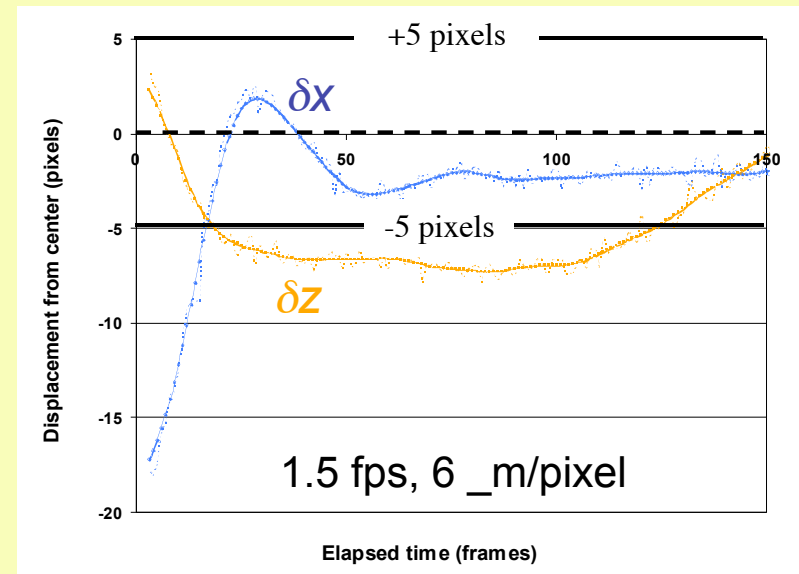 5
+5 pixels
δx
0
0
50
100
150
-5
-5 pixels
δz
-10
-15
1.5 fps, 6 _m/pixel
-20
Displacement from center (pixels)
Elapsed time (frames)